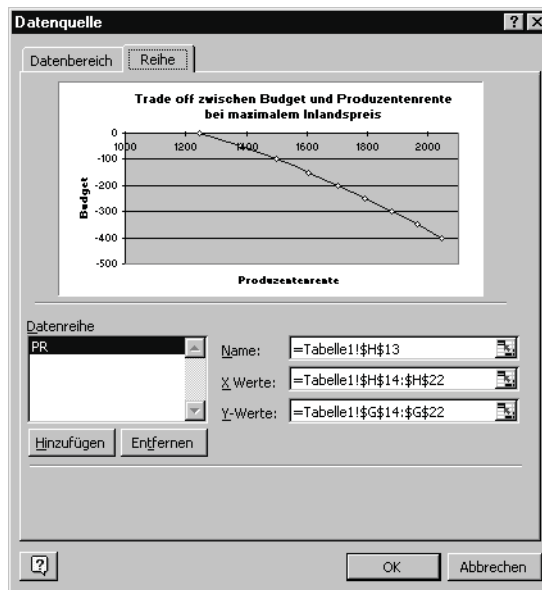 Datenquelle
Datenbereich
Reihe
Trade off zwischen Budget und Produzentenrente
bei maximalem Inlandspreis
0
1000 1200 1400 1600 1800 2000
-100
-200
-300
-400
-500
Budget
Produzentenrente
Datenreihe
PR
Name: =Tabelle1!$H$13
X Werte: =Tabelle1!$H$14:$H$22
Y-Werte: =Tabelle1!$G$14:$G$22
Hinzufügen Entfernen
OK Abbrechen